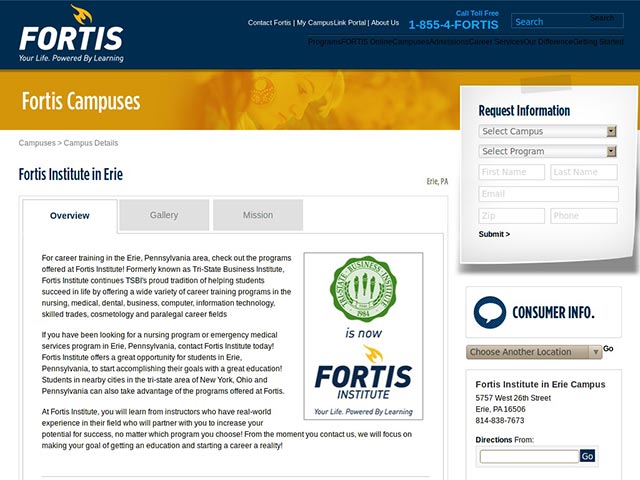 FORTIS
Your Life. Powered By Learning
Contact Fortis | My CampusLink Portal | About Us
Call Toll Free
1-855-4-FORTIS
Search
Search
Programs FORTIS Online Campuses Admissions Career Services Our Difference Getting Started
Fortis Campuses
Campuses > Campus Details
Fortis Institute in Erie
Erie, PA
Overview
Gallery
Mission
For career training in the Erie, Pennsylvania area, check out the programs
offered at Fortis Institute! Formerly known as Tri-State Business Institute,
Fortis Institute continues TSBI's proud tradition of helping students
succeed in life by offering a wide variety of career training programs in the
nursing, medical, dental, business, computer, information technology,
skilled trades, cosmetology and paralegal career fields
If you have been looking for a nursing program or emergency medical
services program in Erie, Pennsylvania, contact Fortis Institute today!
Fortis Institute offers a great opportunity for students in Erie,
Pennsylvania, to start accomplishing their goals with a great education!
Students in nearby cities in the tri-state area of New York, Ohio and
Pennsylvania can also take advantage of the programs offered at Fortis.
At Fortis Institute, you will learn from instructors who have real-world
experience in their field who will partner with you to increase your
potential for success, no matter which program you choose! From the moment you contact us, we will focus on
making your goal of getting an education and starting a career a reality!
TRI-STATE BUSINESS INSTITUTE
1984
is now
FORTIS
INSTITUTE
Your Life. Powered By Learning
Request Information
Select Campus
Select Program
First Name
Last Name
Email
Zip
Phone
Submit >
CONSUMER INFO.
Choose Another Location
Go
Fortis Institute in Erie Campus
5757 West 26th Street
Erie, PA 16506
814-838-7673
Directions From:
Go